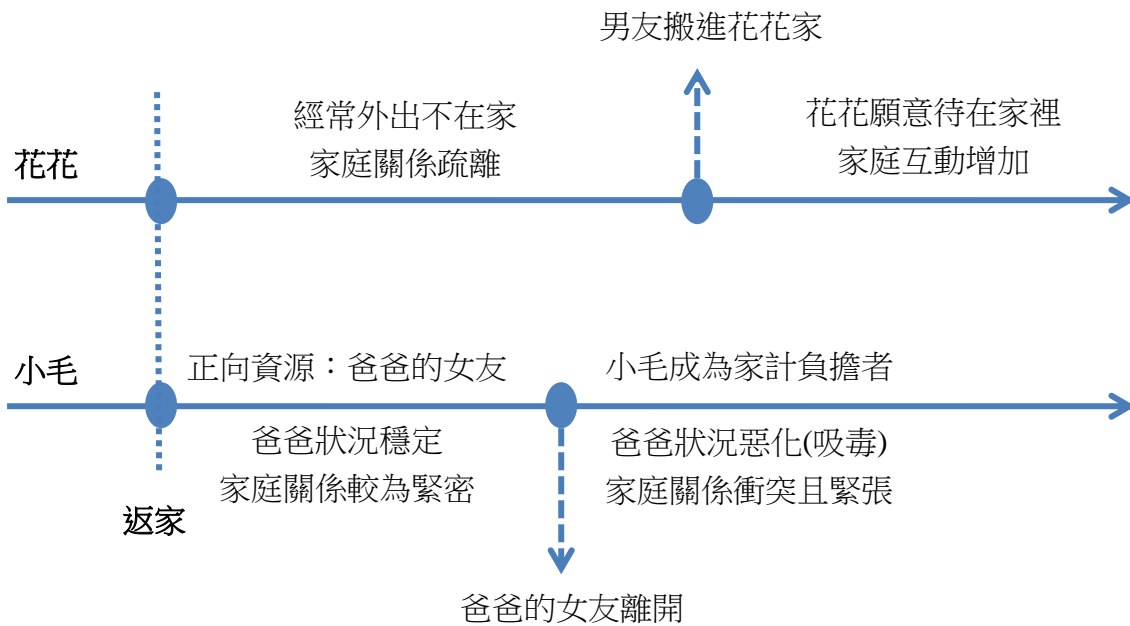 男友搬進花花家
經常外出不在家
家庭關係疏離
花花願意待在家裡
家庭互動增加
花花
小毛
正向資源：爸爸的女友
小毛成為家計負擔者
爸爸狀況穩定
家庭關係較為緊密
爸爸狀況惡化(吸毒)
家庭關係衝突且緊張
返家
爸爸的女友離開